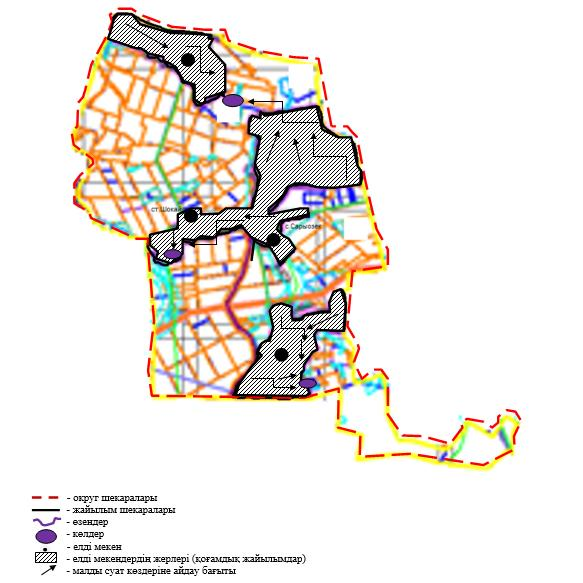 ст.Шокай
с.Сарыозек
- округ шекаралары
- жайылым шекаралары
- өзендер
- көлдер
- елді мекен
- елді мекендердің жерлері (қоғамдық жайылымдар)
- малды суат көздеріне айдау бағыты